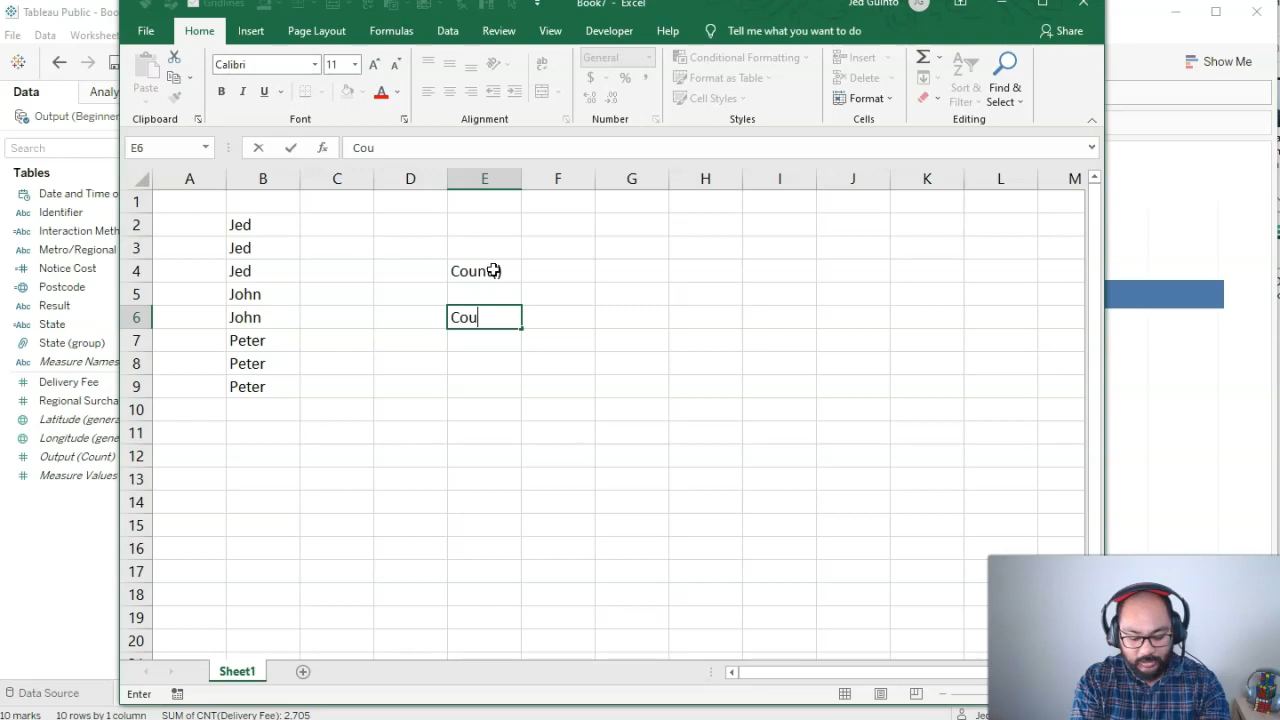 Tableau Public - Boo
Book7 - Excel
Jed Guinto
File Data Worksheet
File Home Insert Page Layout Formulas Data Review View Developer Help Tell me what you want to do Share
Show Me
Paste
Calibri 11
General
Conditional Formatting
Format as Table
Cell Styles
Insert
Delete
Format
Sort & Filter
Find & Select
Clipboard Font Alignment Number Styles Cells Editing
Data Analy
Output (Beginner
Search
E6 fx Cou
Tables
Date and Time o
Abc Identifier
=Abc Interaction Meth
Abc Metro/Regional
=# Notice Cost
Postcode
Abc Result
=Abc State
State (group)
Abc Measure Names
# Delivery Fee
# Regional Surcha
Latitude (genera
Longitude (gene
# Output (Count)
# Measure Values
A B C D E F G H I J K L M
1
2 Jed
3 Jed
4 Jed
5 John
6 John Cou
7 Peter
8 Peter
9 Peter
10
11
12
13
14
15
16
17
18
19
20
Sheet1
Enter
Data Source
10 marks 10 rows by 1 column SUM of CNT(Delivery Fee): 2,705